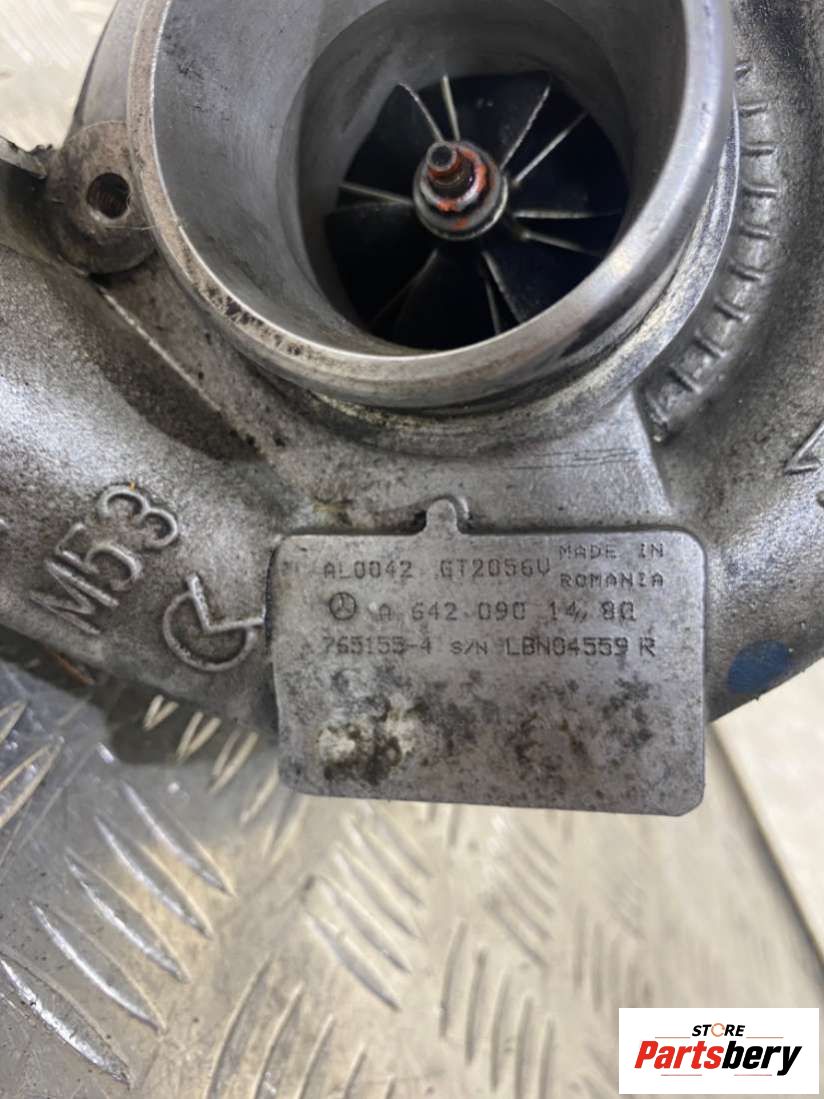 M53
AL0042 GT2056V MADE IN
ROMANIA
A 642 090 14 80
765155-4 S/N LBN04559 R
STORE
Partsbery